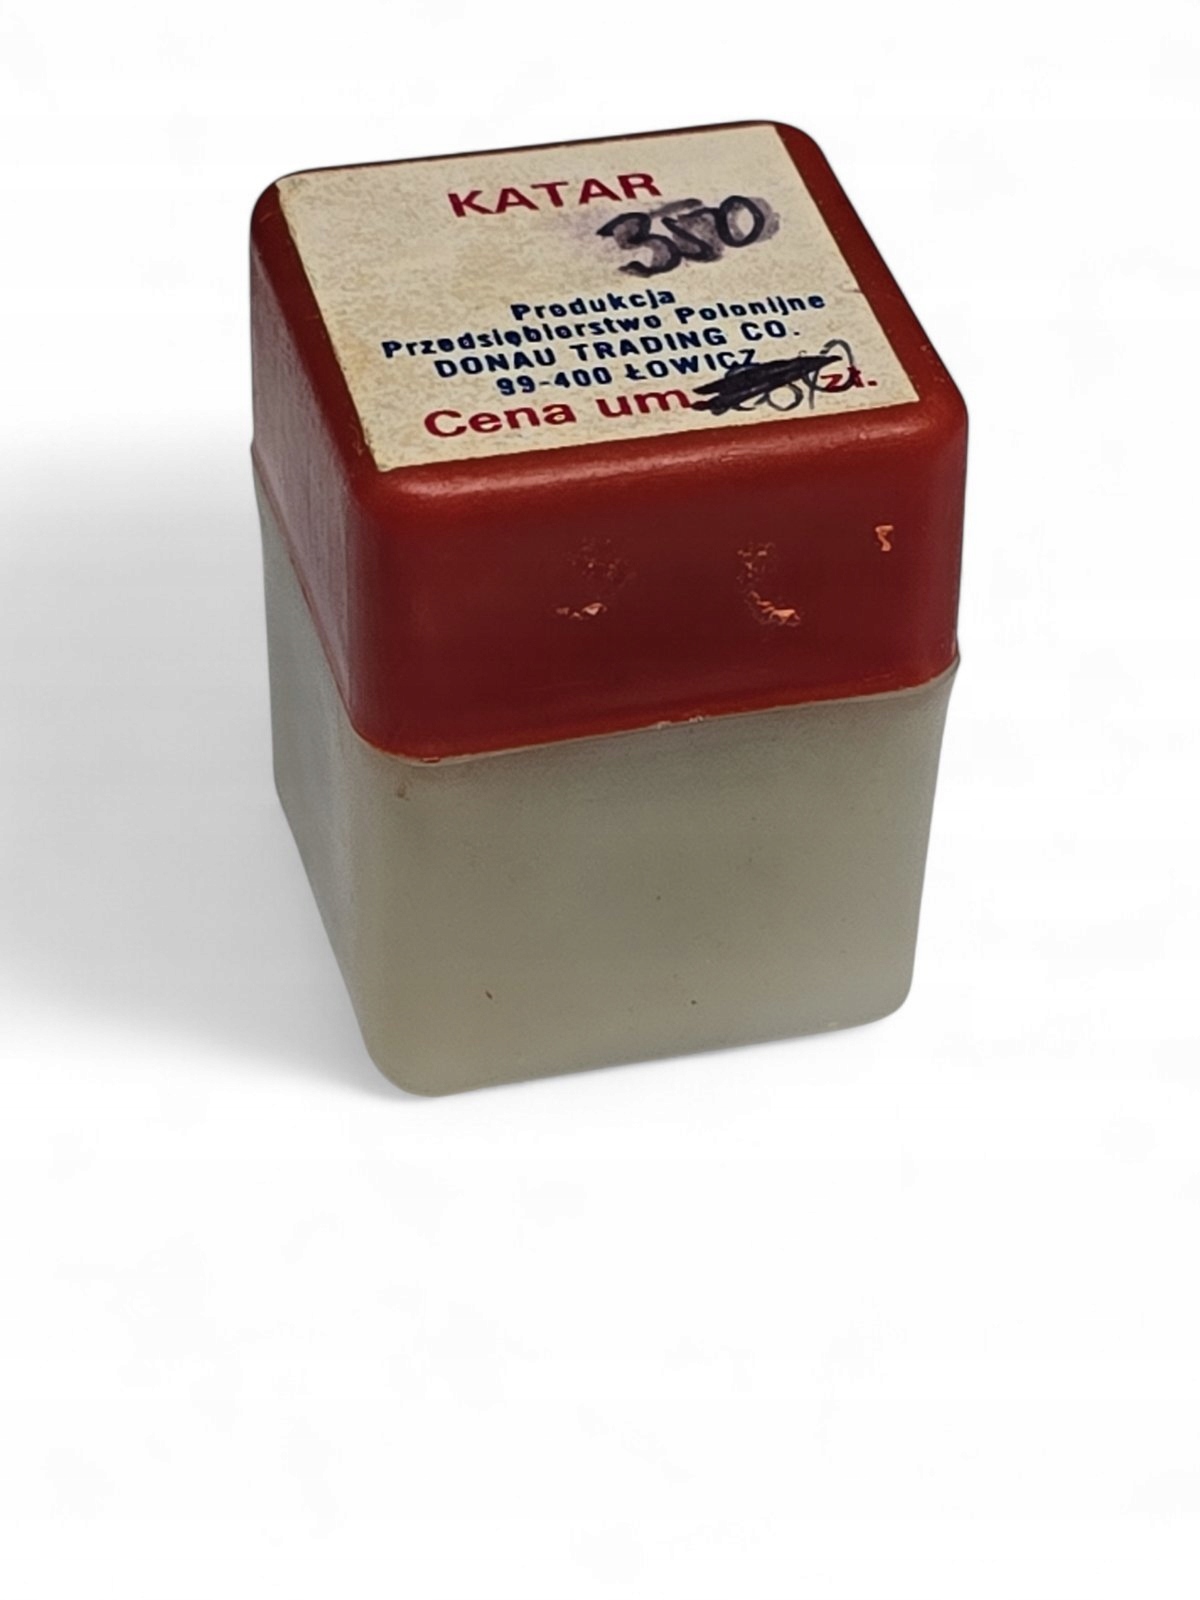 KATAR
350
Produkcja
Przedsiębiorstwo Polonijne
DONAU TRADING CO.
99-400 ŁOWICZ
Cena um. zł.